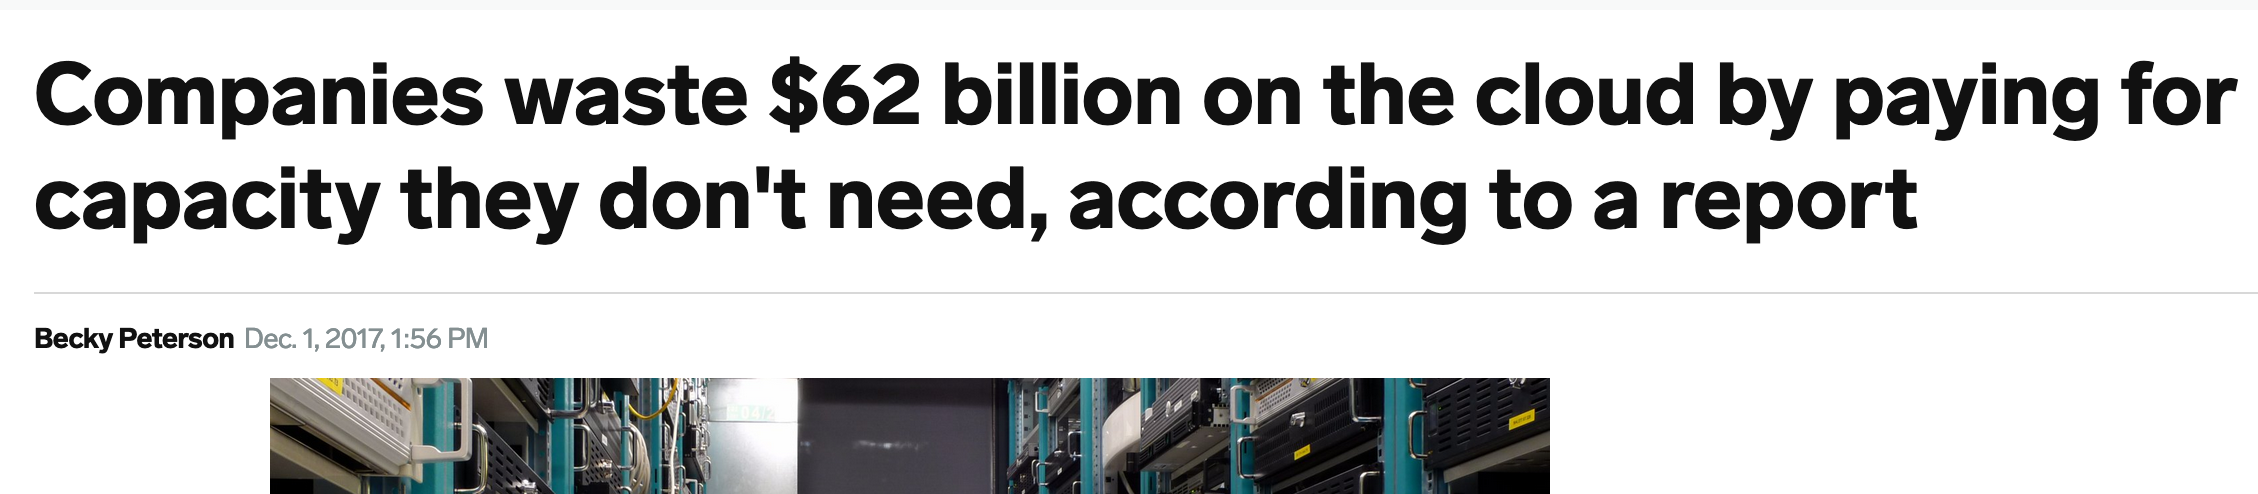 Companies waste $62 billion on the cloud by paying for
capacity they don't need, according to a report
Becky Peterson Dec. 1, 2017, 1:56 PM